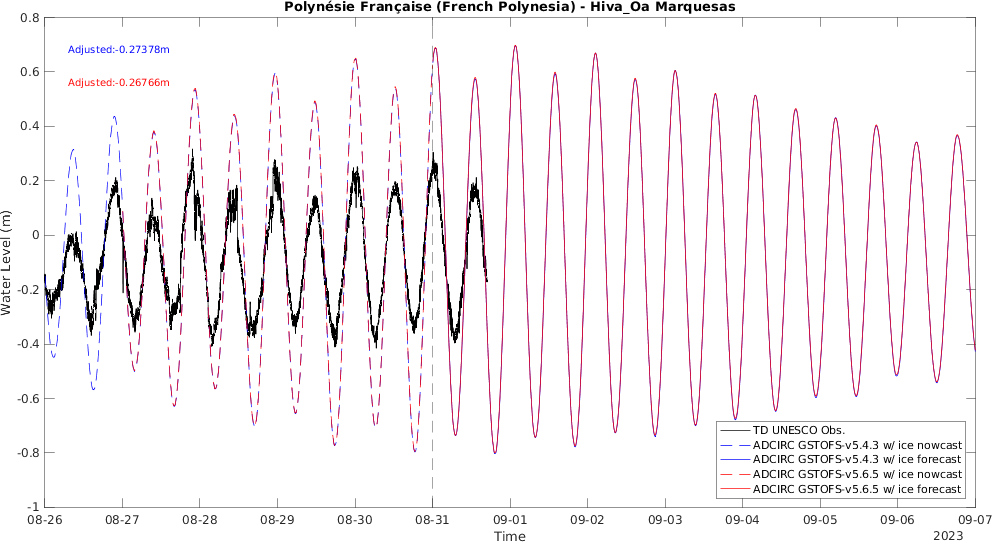 Polynésie Française (French Polynesia) - Hiva_Oa Marquesas
Adjusted:-0.27378m
Adjusted:-0.26766m
Water Level (m)
0.8
0.6
0.4
0.2
0
-0.2
-0.4
-0.6
-0.8
-1
TD UNESCO Obs.
ADCIRC GSTOFS-v5.4.3 w/ ice nowcast
ADCIRC GSTOFS-v5.4.3 w/ ice forecast
ADCIRC GSTOFS-v5.6.5 w/ ice nowcast
ADCIRC GSTOFS-v5.6.5 w/ ice forecast
08-26 08-27 08-28 08-29 08-30 08-31 09-01 09-02 09-03 09-04 09-05 09-06 09-07
Time
2023